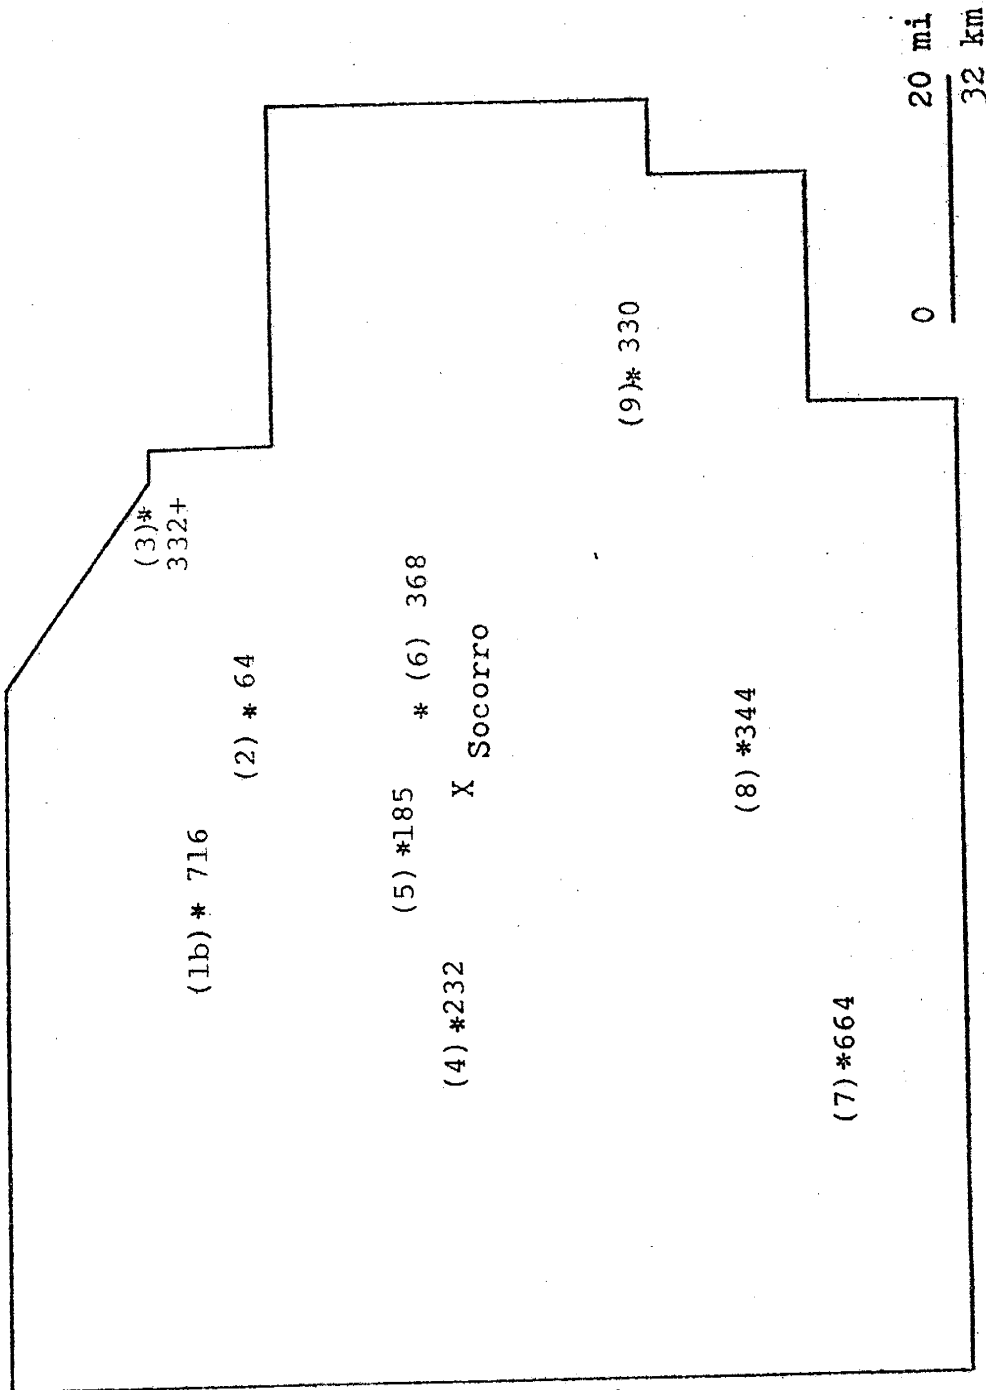 (3)*
332+
(1b) * 716
(2) * 64
(5) *185
* (6) 368
(4) *232
X
Socorro
(9)* 330
(8) *344
(7) *664
0 20 mi
32 km